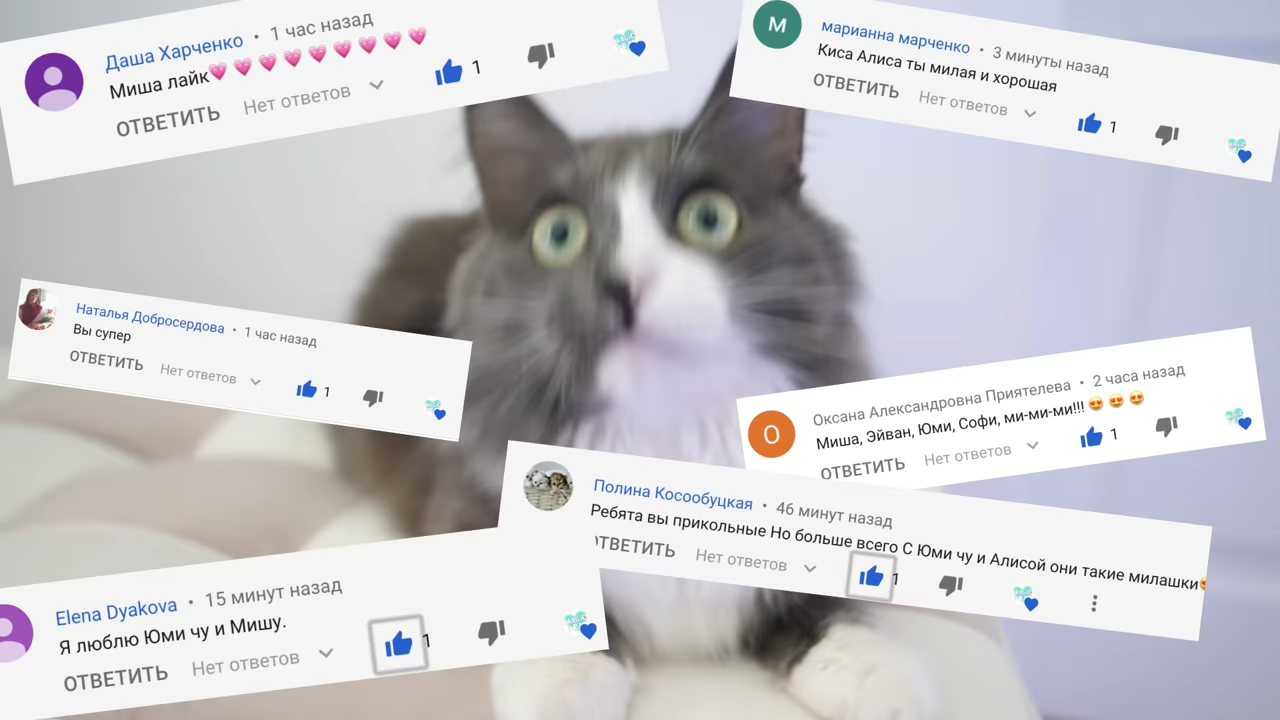 Даша Харченко • 1 час назад
Миша лайк💗💗💗💗💗💗💗💗💗
ОТВЕТИТЬ Нет ответов 1
М
марианна марченко • 3 минуты назад
Киса Алиса ты милая и хорошая
ОТВЕТИТЬ Нет ответов 1
Наталья Добросердова • 1 час назад
Вы супер
ОТВЕТИТЬ Нет ответов 1
О
Оксана Александровна Приятелева • 2 часа назад
Миша, Эйван, Юми, Софи, ми-ми-ми!!! 😍 😍 😍
ОТВЕТИТЬ Нет ответов 1
Полина Кособуцкая • 46 минут назад
Ребята вы прикольные Но больше всего С Юми чу и Алисой они такие милашки😍
ТВЕТИТЬ Нет ответов 1
Elena Dyakova • 15 минут назад
Я люблю Юми чу и Мишу.
ОТВЕТИТЬ Нет ответов 1